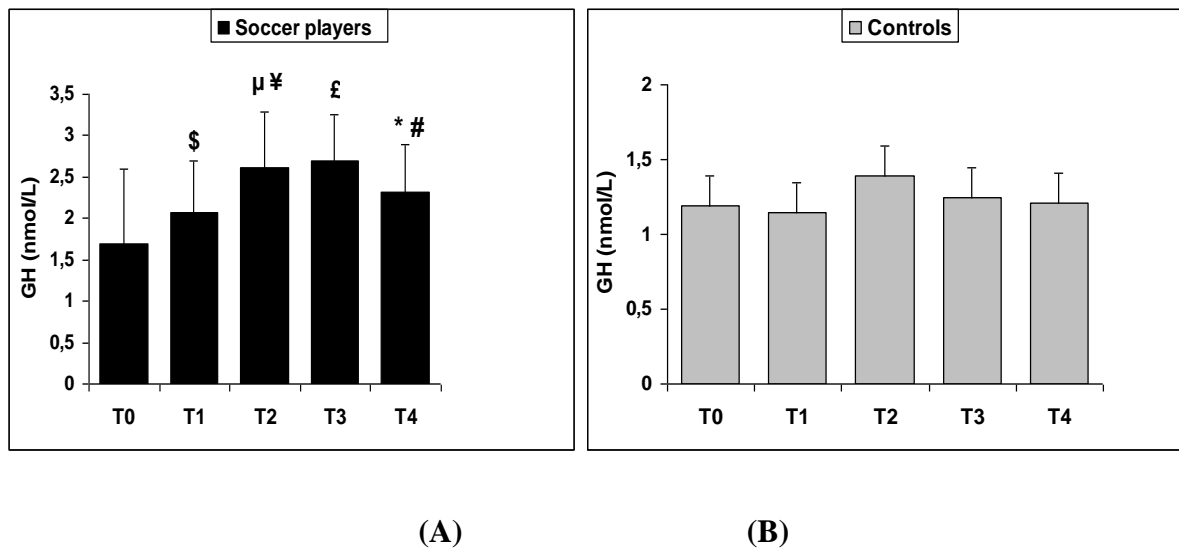 Soccer players
GH (nmol/L)
3,5
3
2,5
2
1,5
1
0,5
0
$
µ ¥
£
* #
T0 T1 T2 T3 T4
Controls
GH (nmol/L)
2
1,5
1
0,5
0
T0 T1 T2 T3 T4
(A) (B)